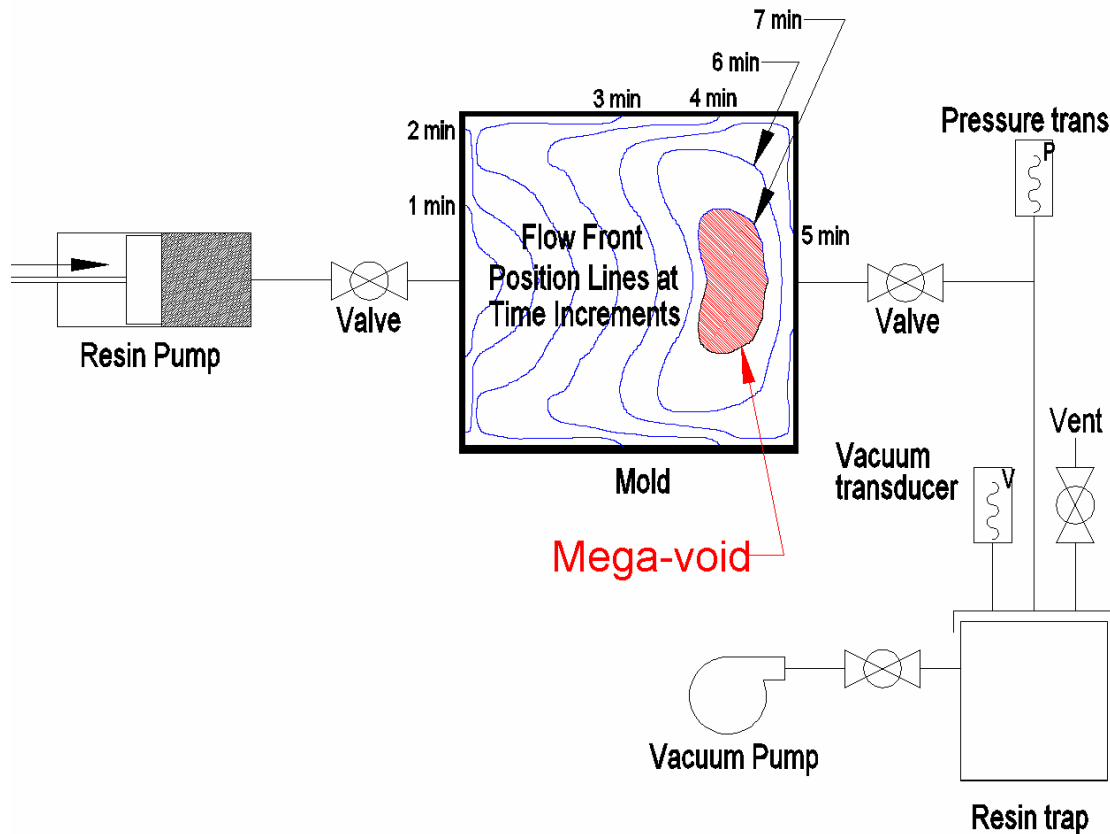 7 min
6 min
3 min
4 min
Pressure trans
P
2 min
1 min
5 min
Flow Front
Position Lines at
Time Increments
Valve
Valve
Resin Pump
Mold
Vent
Vacuum
transducer
V
Mega-void
Vacuum Pump
Resin trap